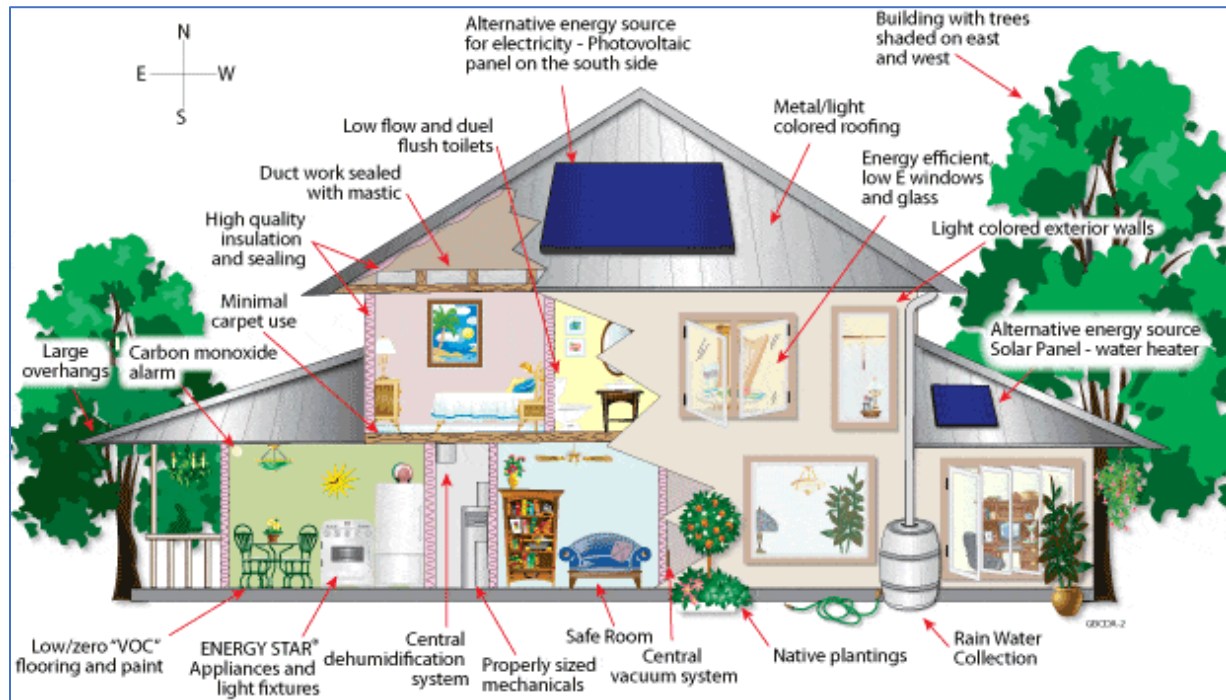 N
E
W
S
Alternative energy source
for electricity - Photovoltaic
panel on the south side
Building with trees
shaded on east
and west
Low flow and duel
flush toilets
Metal/light
colored roofing
Duct work sealed
with mastic
Energy efficient,
low E windows
and glass
High quality
insulation
and sealing
Light colored exterior walls
Minimal
carpet use
Large
overhangs
Carbon monoxide
alarm
Alternative energy source
Solar Panel - water heater
GBCDA-2
Low/zero "VOC"
flooring and paint
ENERGY STAR®
Appliances and
light fixtures
Central
dehumidification
system
Properly sized
mechanicals
Safe Room
Central
vacuum system
Native plantings
Rain Water
Collection